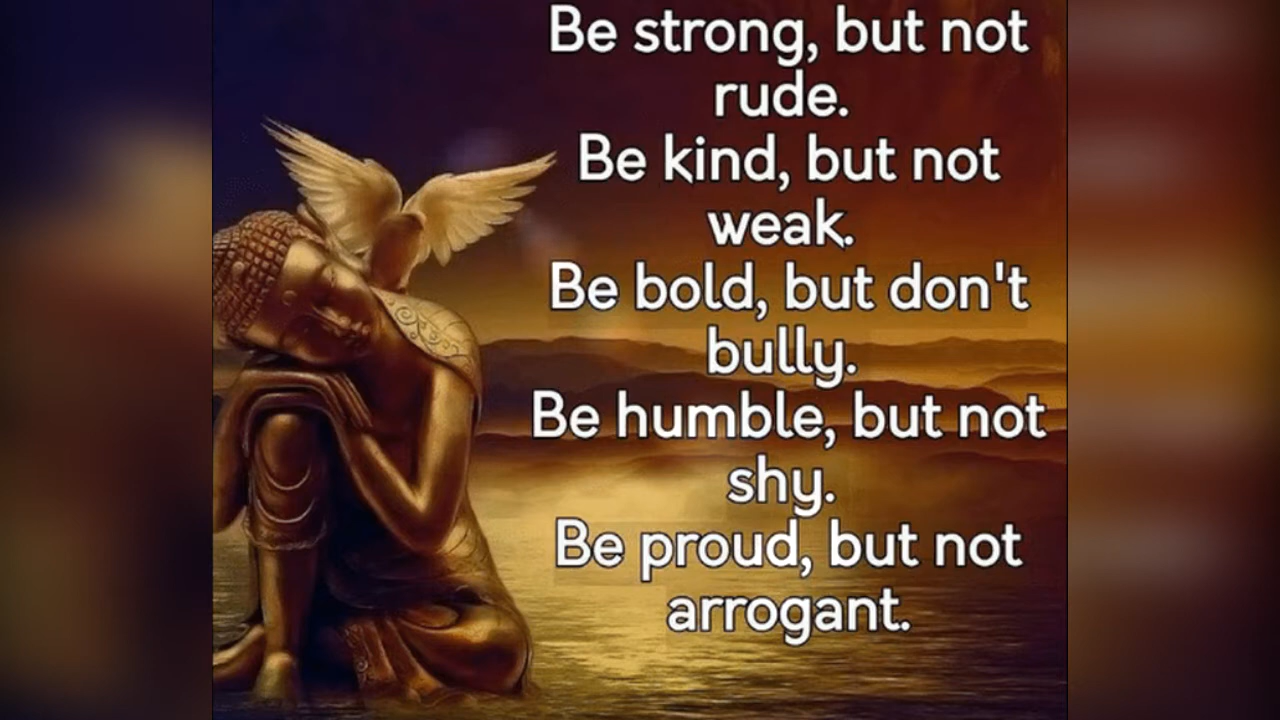 Be strong, but not
rude.
Be kind, but not
weak.
Be bold, but don't
bully.
Be humble, but not
shy.
Be proud, but not
arrogant.